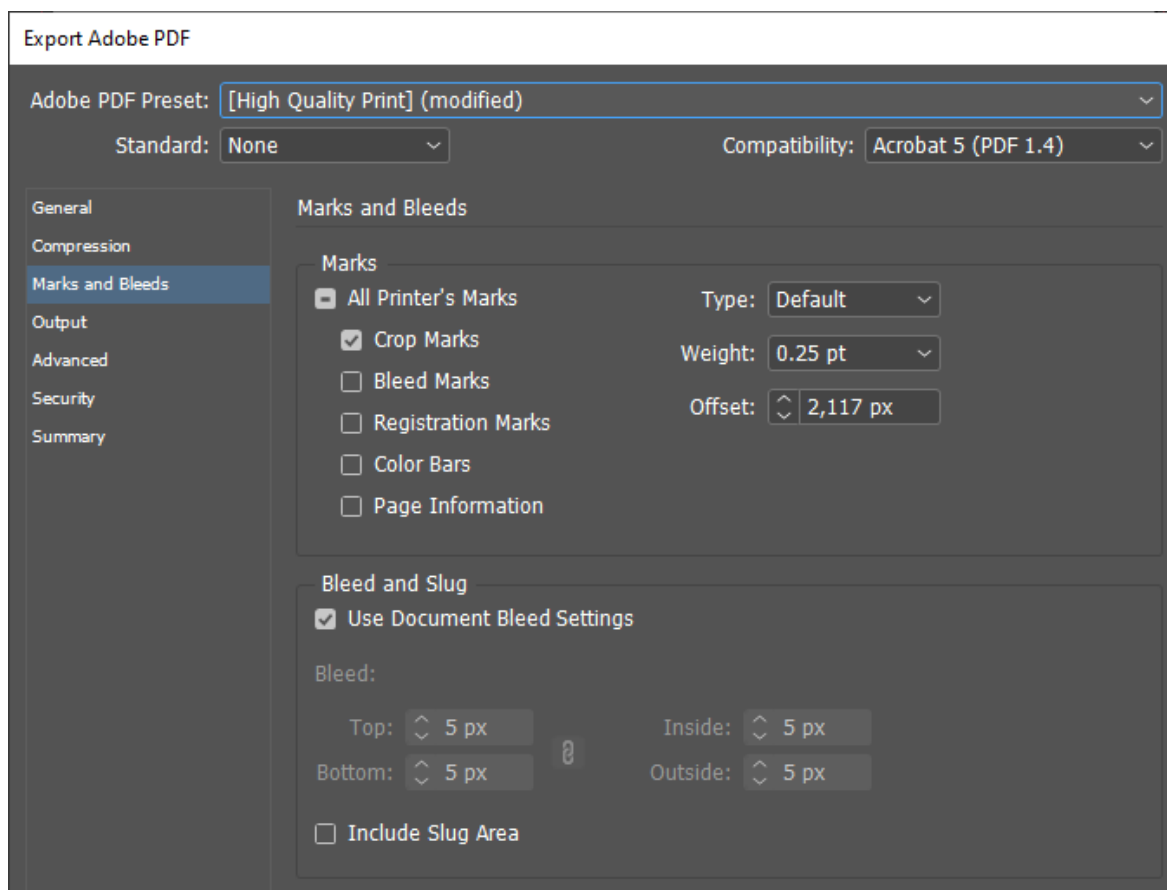 Export Adobe PDF
Adobe PDF Preset: [High Quality Print] (modified)
Standard: None Compatibility: Acrobat 5 (PDF 1.4)
General
Compression
Marks and Bleeds
Output
Advanced
Security
Summary
Marks and Bleeds
Marks
All Printer's Marks
Crop Marks
Bleed Marks
Registration Marks
Color Bars
Page Information
Type: Default
Weight: 0.25 pt
Offset: 2,117 px
Bleed and Slug
Use Document Bleed Settings
Bleed:
Top: 5 px Inside: 5 px
Bottom: 5 px Outside: 5 px
Include Slug Area